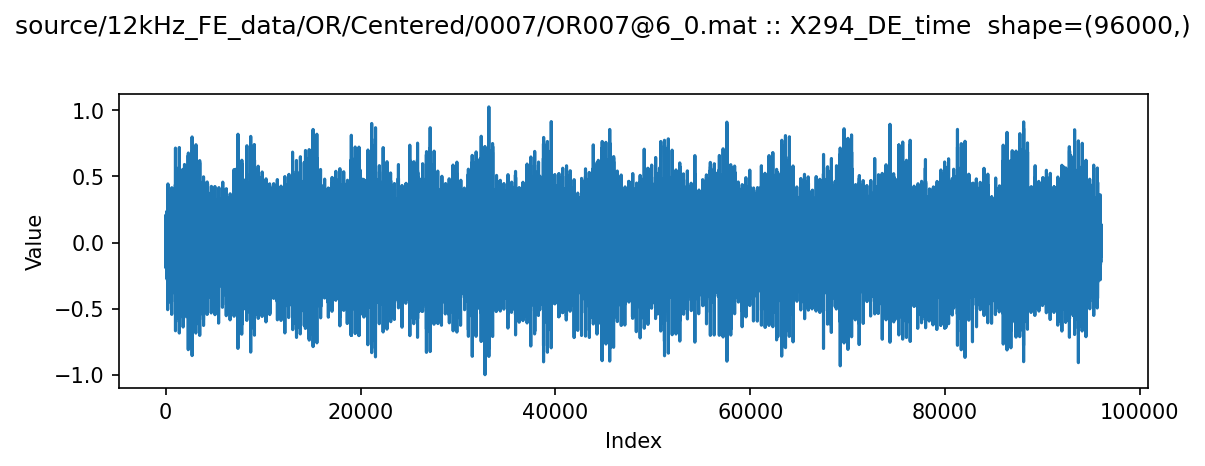 source/12kHz_FE_data/OR/Centered/0007/OR007@6_0.mat :: X294_DE_time  shape=(96000,)
1.0
0.5
0.0
−0.5
−1.0
Value
0 20000 40000 60000 80000 100000
Index